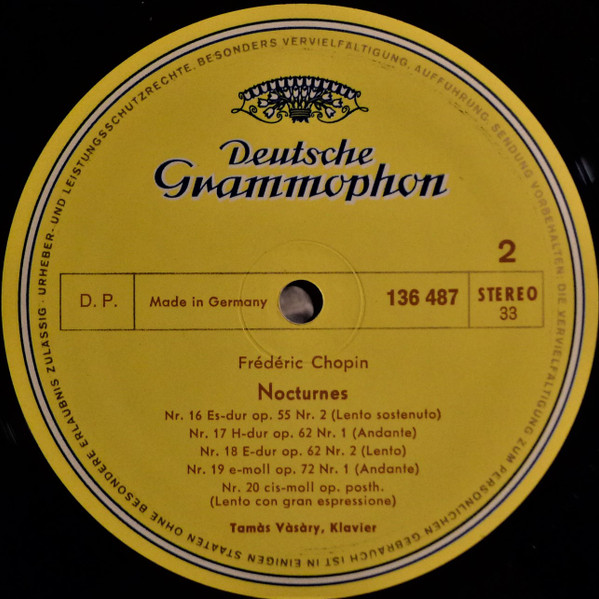 Deutsche
Grammophon
2
D. P.
Made in Germany
136 487
STEREO
33
Frédéric Chopin
Nocturnes
Nr. 16 Es-dur op. 55 Nr. 2 (Lento sostenuto)
Nr. 17 H-dur op. 62 Nr. 1 (Andante)
Nr. 18 E-dur op. 62 Nr. 2 (Lento)
Nr. 19 e-moll op. 72 Nr. 1 (Andante)
Nr. 20 cis-moll op. posth.
(Lento con gran espressione)
Tamàs Vàsàry, Klavier
URHEBER- UND LEISTUNGSSCHUTZRECHTE, BESONDERS VERVIELFÄLTIGUNG, AUFFÜHRUNG, SENDUNG VORBEHALTEN: DIE VERVIELFÄLTIGUNG ZUM PERSÖNLICHEN GEBRAUCH IST IN EINIGEN STAATEN OHNE BESONDERE ERLAUBNIS ZULÄSSIG ·